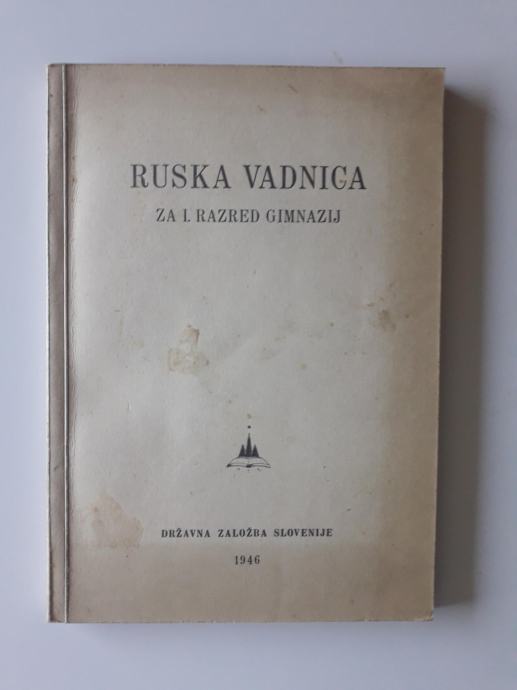 RUSKA VADNICA
ZA I. RAZRED GIMNAZIJ
DRŽAVNA ZALOŽBA SLOVENIJE
1946